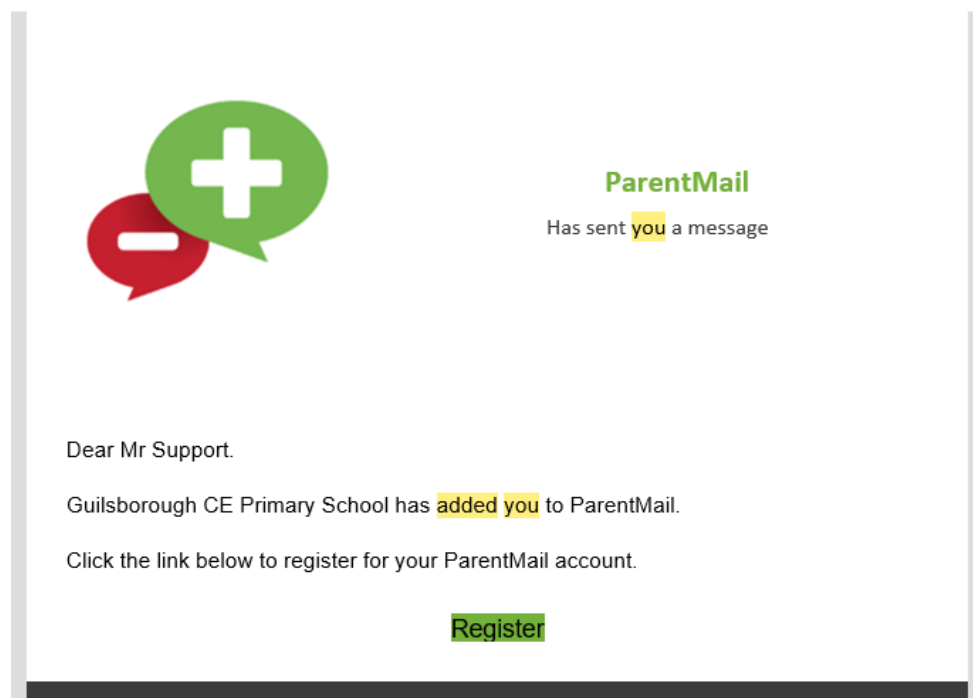 ParentMail
Has sent you a message
Dear Mr Support.
Guilsborough CE Primary School has added you to ParentMail.
Click the link below to register for your ParentMail account.
Register